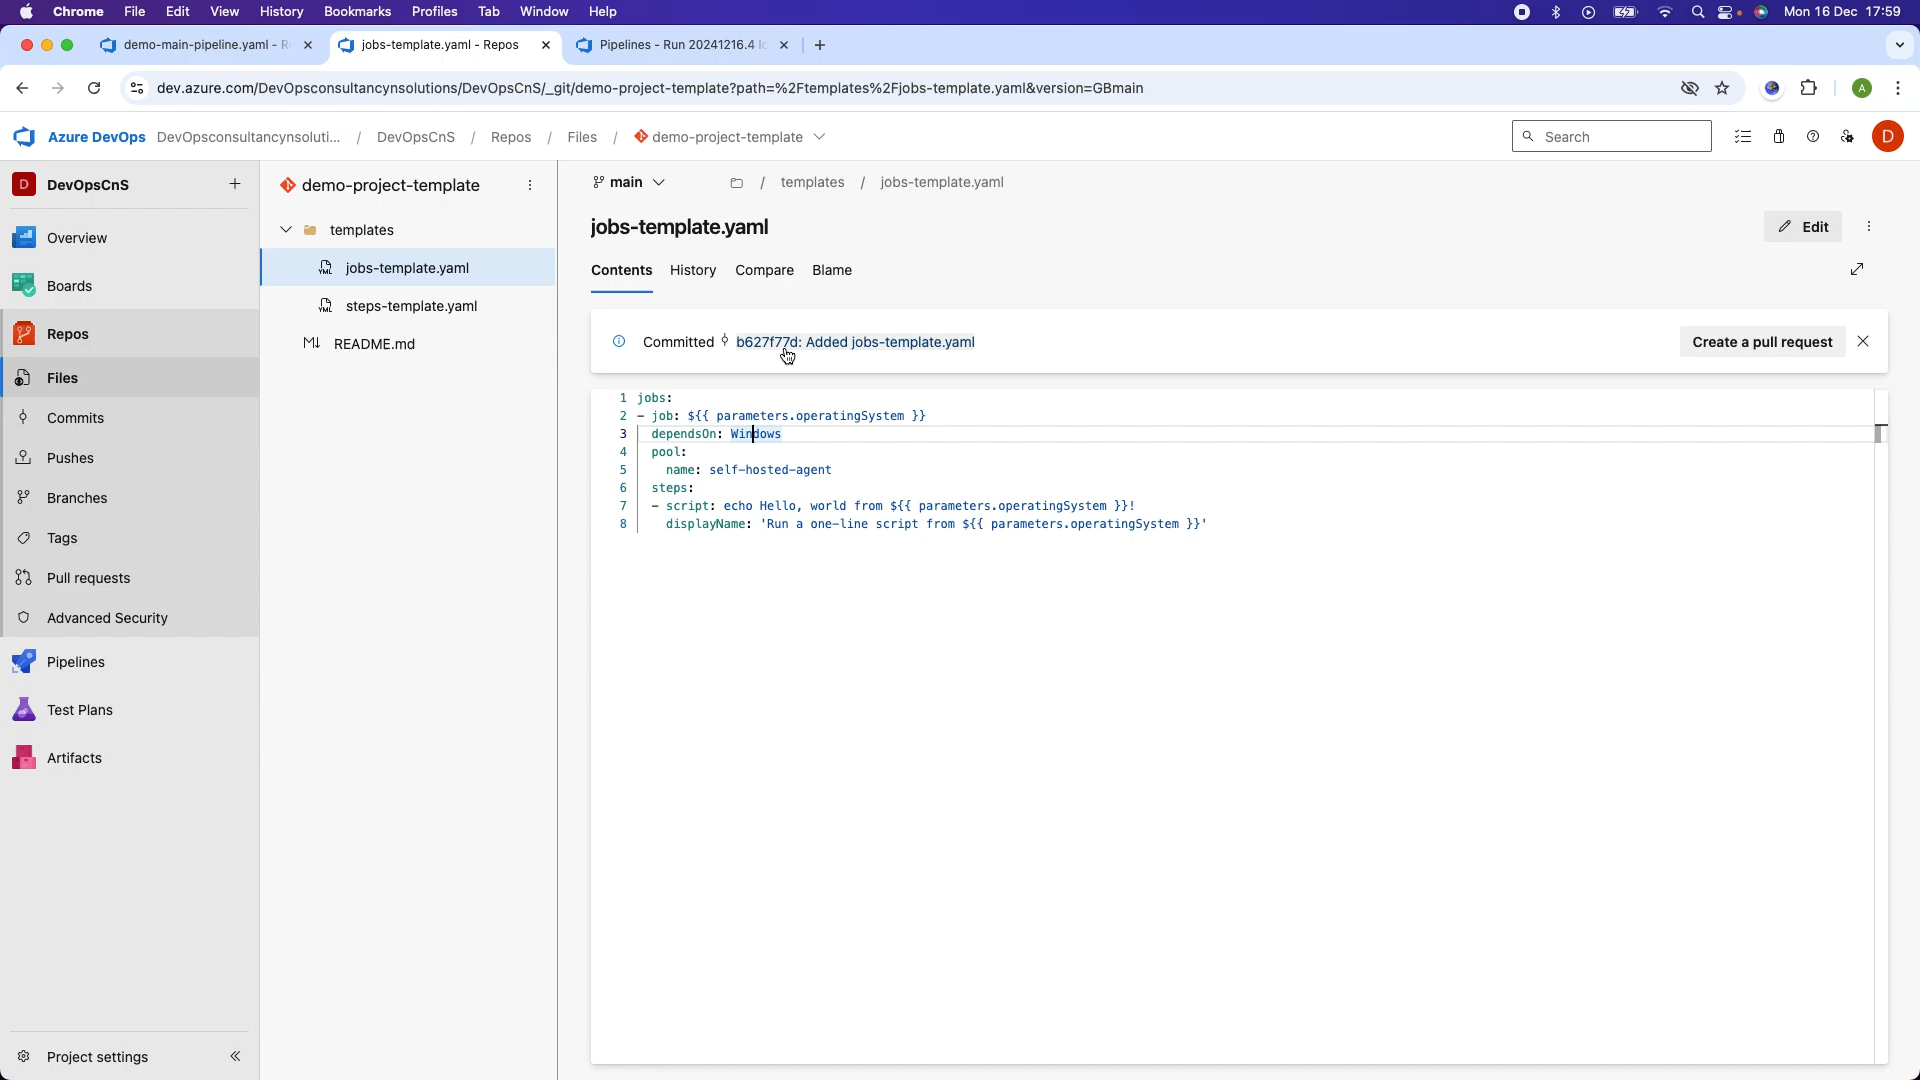 Chrome File Edit View History Bookmarks Profiles Tab Window Help Mon 16 Dec 17:59
demo-main-pipeline.yaml - R jobs-template.yaml - Repos Pipelines - Run 20241216.4
dev.azure.com/DevOpsconsultancynsolutions/DevOpsCnS/_git/demo-project-template?path=%2Ftemplates%2Fjobs-template.yaml&version=GBmain A
Azure DevOps DevOpsconsultancynsoluti... / DevOpsCnS / Repos / Files / demo-project-template Search D
D DevOpsCnS +
Overview
Boards
Repos
Files
Commits
Pushes
Branches
Tags
Pull requests
Advanced Security
Pipelines
Test Plans
Artifacts
Project settings
demo-project-template
templates
YML jobs-template.yaml
YML steps-template.yaml
M↓ README.md
main / templates / jobs-template.yaml
jobs-template.yaml Edit
Contents History Compare Blame
Committed b627f77d: Added jobs-template.yaml Create a pull request
1 jobs:
2 - job: ${{ parameters.operatingSystem }}
3 dependsOn: Windows
4 pool:
5 name: self-hosted-agent
6 steps:
7 - script: echo Hello, world from ${{ parameters.operatingSystem }}!
8 displayName: 'Run a one-line script from ${{ parameters.operatingSystem }}'